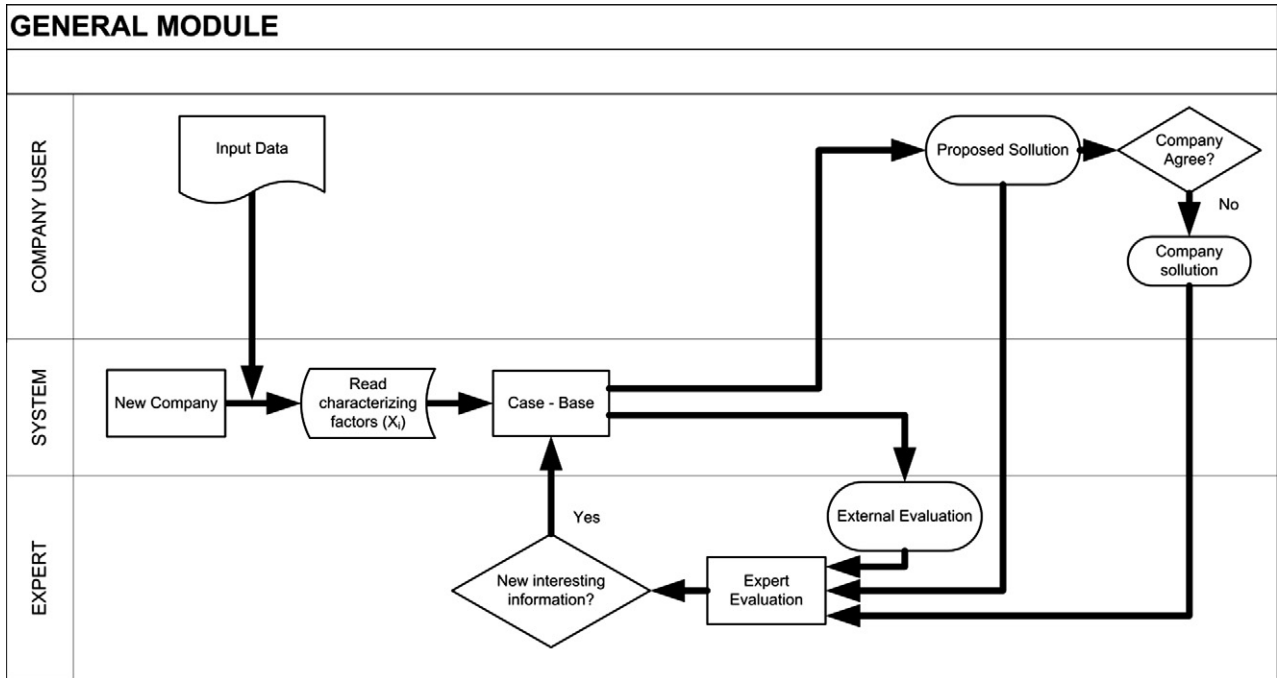 GENERAL MODULE
COMPANY USER
Input Data
Proposed Sollution
Company
Agree?
No
Company
sollution
SYSTEM
New Company
Read
characterizing
factors (Xᵢ)
Case - Base
EXPERT
External Evaluation
Yes
New interesting
information?
Expert
Evaluation